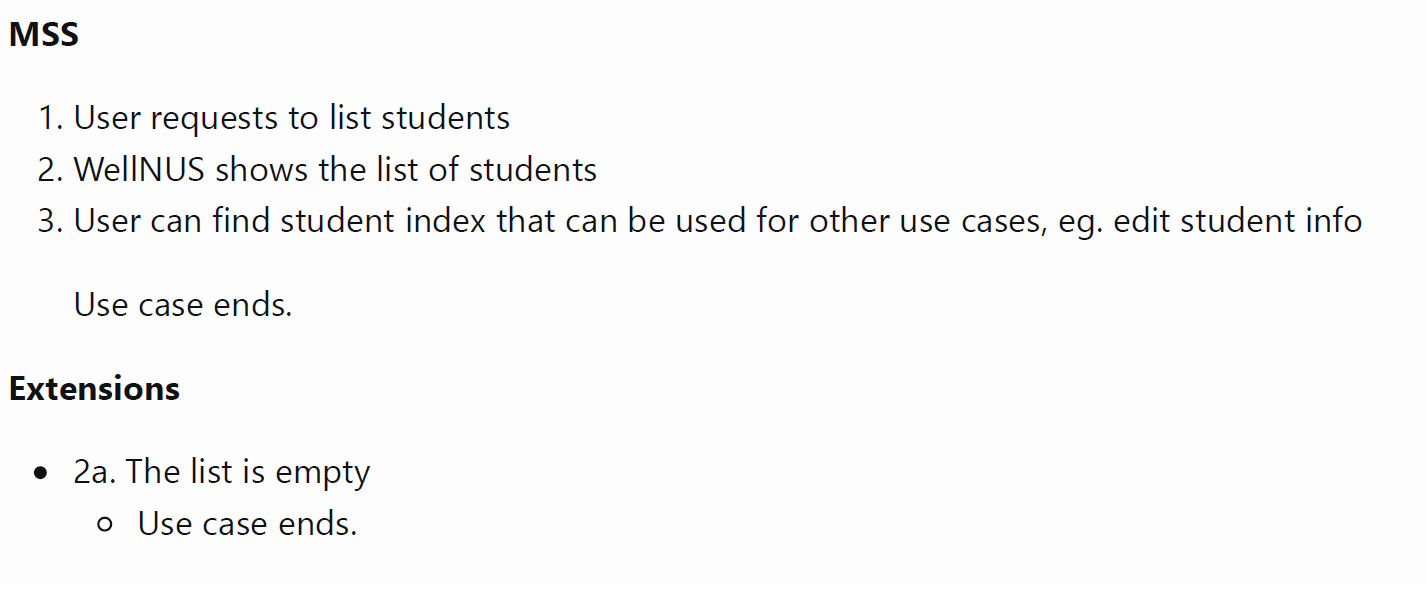 MSS
1. User requests to list students
2. WellNUS shows the list of students
3. User can find student index that can be used for other use cases, eg. edit student info
Use case ends.
Extensions
• 2a. The list is empty
○ Use case ends.